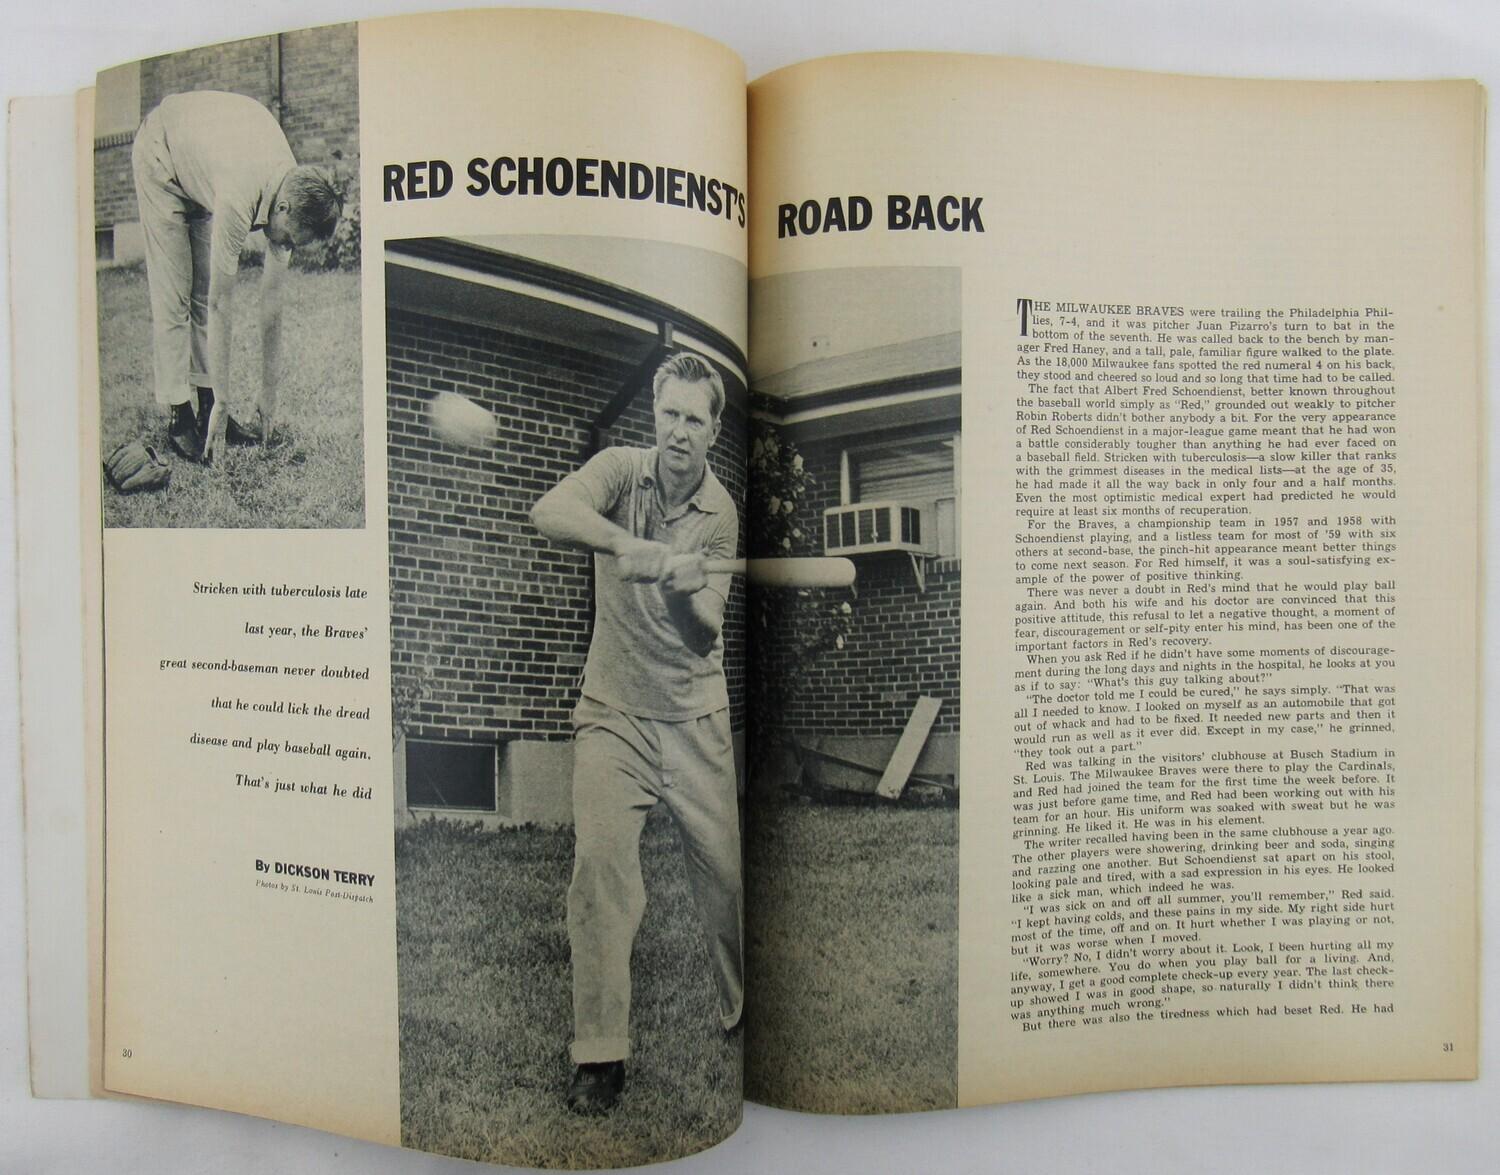 RED SCHOENDIENST'S ROAD BACK
Stricken with tuberculosis late
last year, the Braves'
great second-baseman never doubted
that he could lick the dread
disease and play baseball again.
That's just what he did
By DICKSON TERRY
Photos by St. Louis Post-Dispatch
30
THE MILWAUKEE BRAVES were trailing the Philadelphia Phil-
lies, 7-4, and it was pitcher Juan Pizarro's turn to bat in the
bottom of the seventh. He was called back to the bench by man-
ager Fred Haney, and a tall, pale, familiar figure walked to the plate.
As the 18,000 Milwaukee fans spotted the red numeral 4 on his back,
they stood and cheered so loud and so long that time had to be called.
The fact that Albert Fred Schoendienst, better known throughout
the baseball world simply as "Red," grounded out weakly to pitcher
Robin Roberts didn't bother anybody a bit. For the very appearance
of Red Schoendienst in a major-league game meant that he had won
a battle considerably tougher than anything he had ever faced on
a baseball field. Stricken with tuberculosis—a slow killer that ranks
with the grimmest diseases in the medical lists—at the age of 35,
he had made it all the way back in only four and a half months.
Even the most optimistic medical expert had predicted he would
require at least six months of recuperation.
For the Braves, a championship team in 1957 and 1958 with
Schoendienst playing, and a listless team for most of '59 with six
others at second-base, the pinch-hit appearance meant better things
to come next season. For Red himself, it was a soul-satisfying ex-
ample of the power of positive thinking.
There was never a doubt in Red's mind that he would play ball
again. And both his wife and his doctor are convinced that this
positive attitude, this refusal to let a negative thought, a moment of
fear, discouragement or self-pity enter his mind, has been one of the
important factors in Red's recovery.
When you ask Red if he didn't have some moments of discourage-
ment during the long days and nights in the hospital, he looks at you
as if to say: "What's this guy talking about?"
"The doctor told me I could be cured," he says simply. "That was
all I needed to know. I looked on myself as an automobile that got
out of whack and had to be fixed. It needed new parts and then it
would run as well as it ever did. Except in my case," he grinned,
"they took out a part."
Red was talking in the visitors' clubhouse at Busch Stadium in
St. Louis. The Milwaukee Braves were there to play the Cardinals,
and Red had joined the team for the first time the week before. It
was just before game time, and Red had been working out with his
team for an hour. His uniform was soaked with sweat but he was
grinning. He liked it. He was in his element.
The writer recalled having been in the same clubhouse a year ago.
The other players were showering, drinking beer and soda, singing
and razzing one another. But Schoendienst sat apart on his stool,
looking pale and tired, with a sad expression in his eyes. He looked
like a sick man, which indeed he was.
"I was sick on and off all summer, you'll remember," Red said.
"I kept having colds, and these pains in my side. My right side hurt
most of the time, off and on. It hurt whether I was playing or not,
but it was worse when I moved.
"Worry? No, I didn't worry about it. Look, I been hurting all my
life, somewhere. You do when you play ball for a living. And,
anyway, I get a good complete check-up every year. The last check-
up showed I was in good shape, so naturally I didn't think there
was anything much wrong."
But there was also the tiredness which had beset Red. He had
31